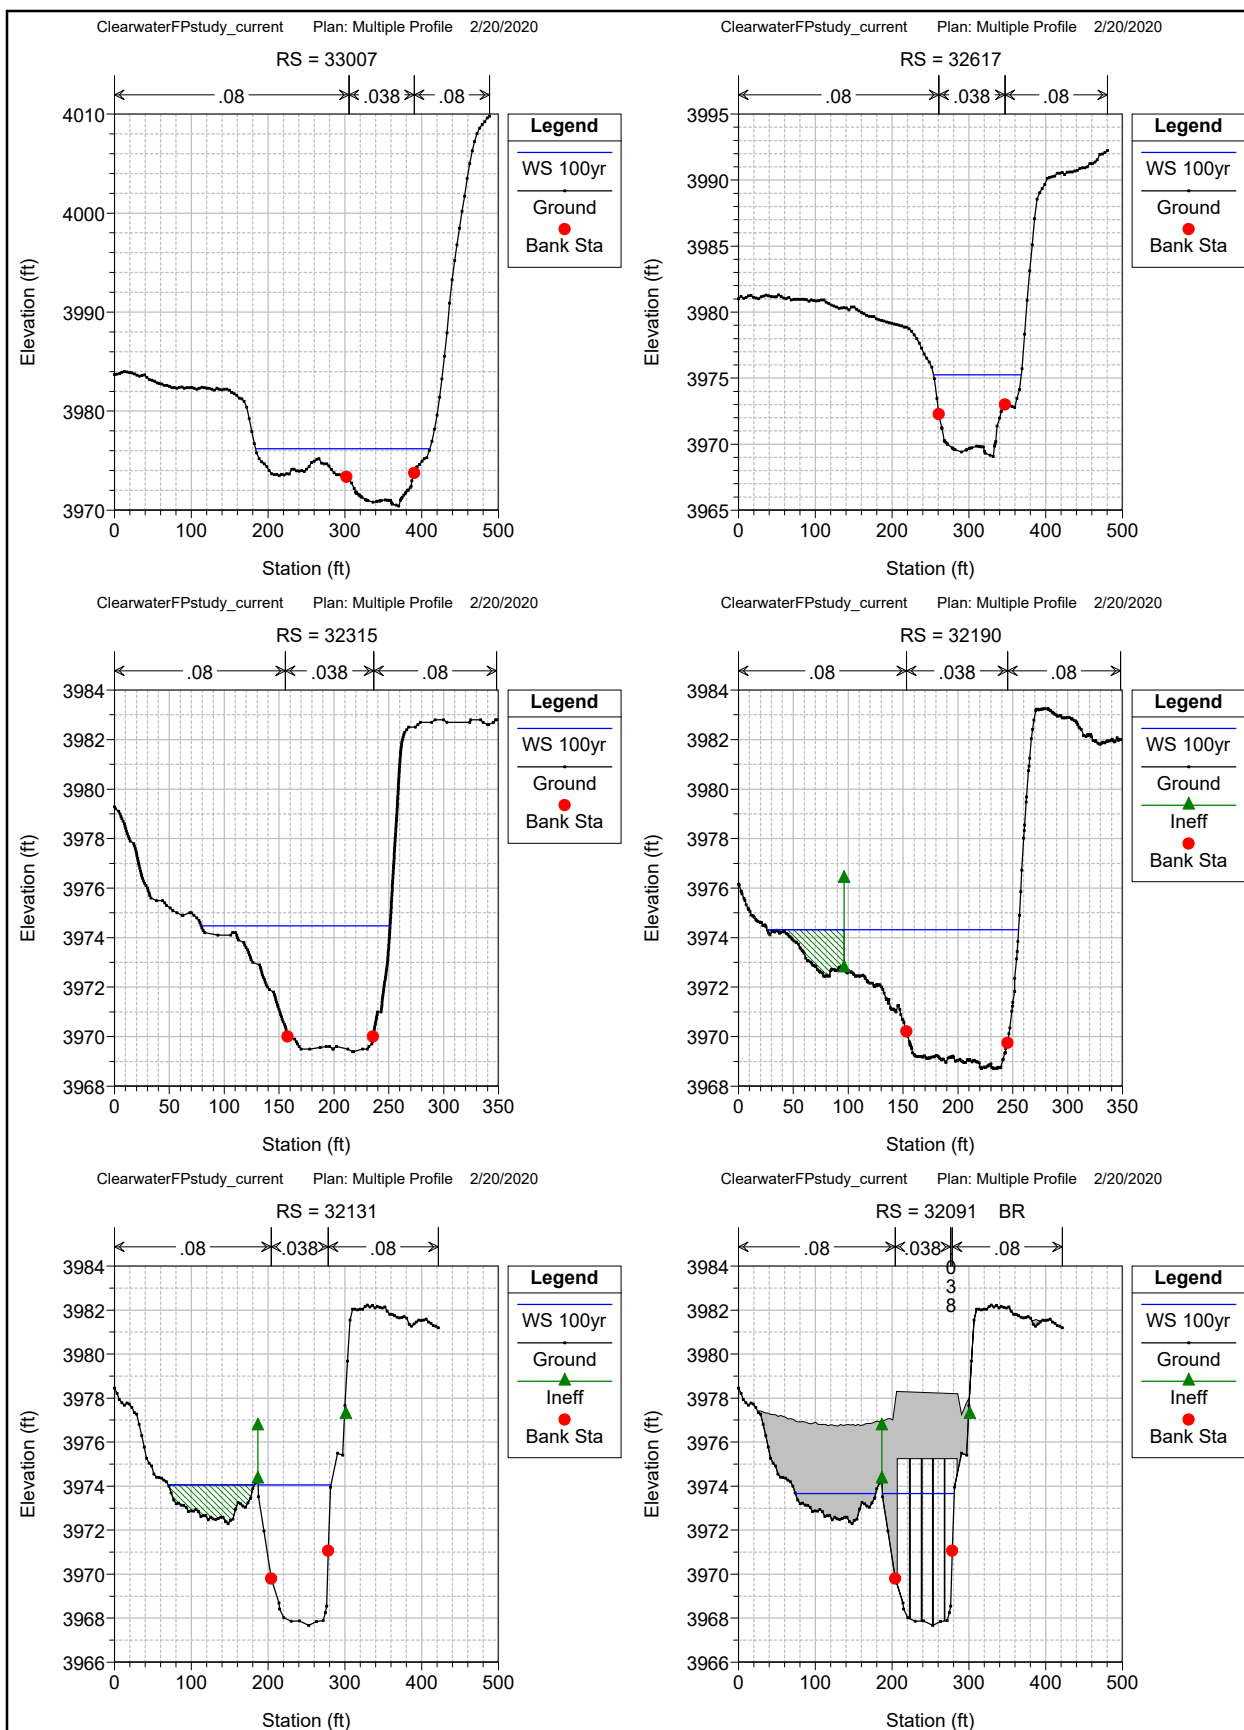 ClearwaterFPstudy_current Plan: Multiple Profile 2/20/2020
RS = 33007
.08 .038 .08
4010
4000
3990
3980
3970
0 100 200 300 400 500
Station (ft)
Elevation (ft)
Legend
WS 100yr
Ground
Bank Sta
ClearwaterFPstudy_current Plan: Multiple Profile 2/20/2020
RS = 32617
.08 .038 .08
3995
3990
3985
3980
3975
3970
3965
0 100 200 300 400 500
Station (ft)
Elevation (ft)
Legend
WS 100yr
Ground
Bank Sta
ClearwaterFPstudy_current Plan: Multiple Profile 2/20/2020
RS = 32315
.08 .038 .08
3984
3982
3980
3978
3976
3974
3972
3970
3968
0 50 100 150 200 250 300 350
Station (ft)
Elevation (ft)
Legend
WS 100yr
Ground
Bank Sta
ClearwaterFPstudy_current Plan: Multiple Profile 2/20/2020
RS = 32190
.08 .038 .08
3984
3982
3980
3978
3976
3974
3972
3970
3968
0 50 100 150 200 250 300 350
Station (ft)
Elevation (ft)
Legend
WS 100yr
Ground
Ineff
Bank Sta
ClearwaterFPstudy_current Plan: Multiple Profile 2/20/2020
RS = 32131
.08 .038 .08
3984
3982
3980
3978
3976
3974
3972
3970
3968
3966
0 100 200 300 400 500
Station (ft)
Elevation (ft)
Legend
WS 100yr
Ground
Ineff
Bank Sta
ClearwaterFPstudy_current Plan: Multiple Profile 2/20/2020
RS = 32091 BR
.08 .038 .08
0
3
8
3984
3982
3980
3978
3976
3974
3972
3970
3968
3966
0 100 200 300 400 500
Station (ft)
Elevation (ft)
Legend
WS 100yr
Ground
Ineff
Bank Sta